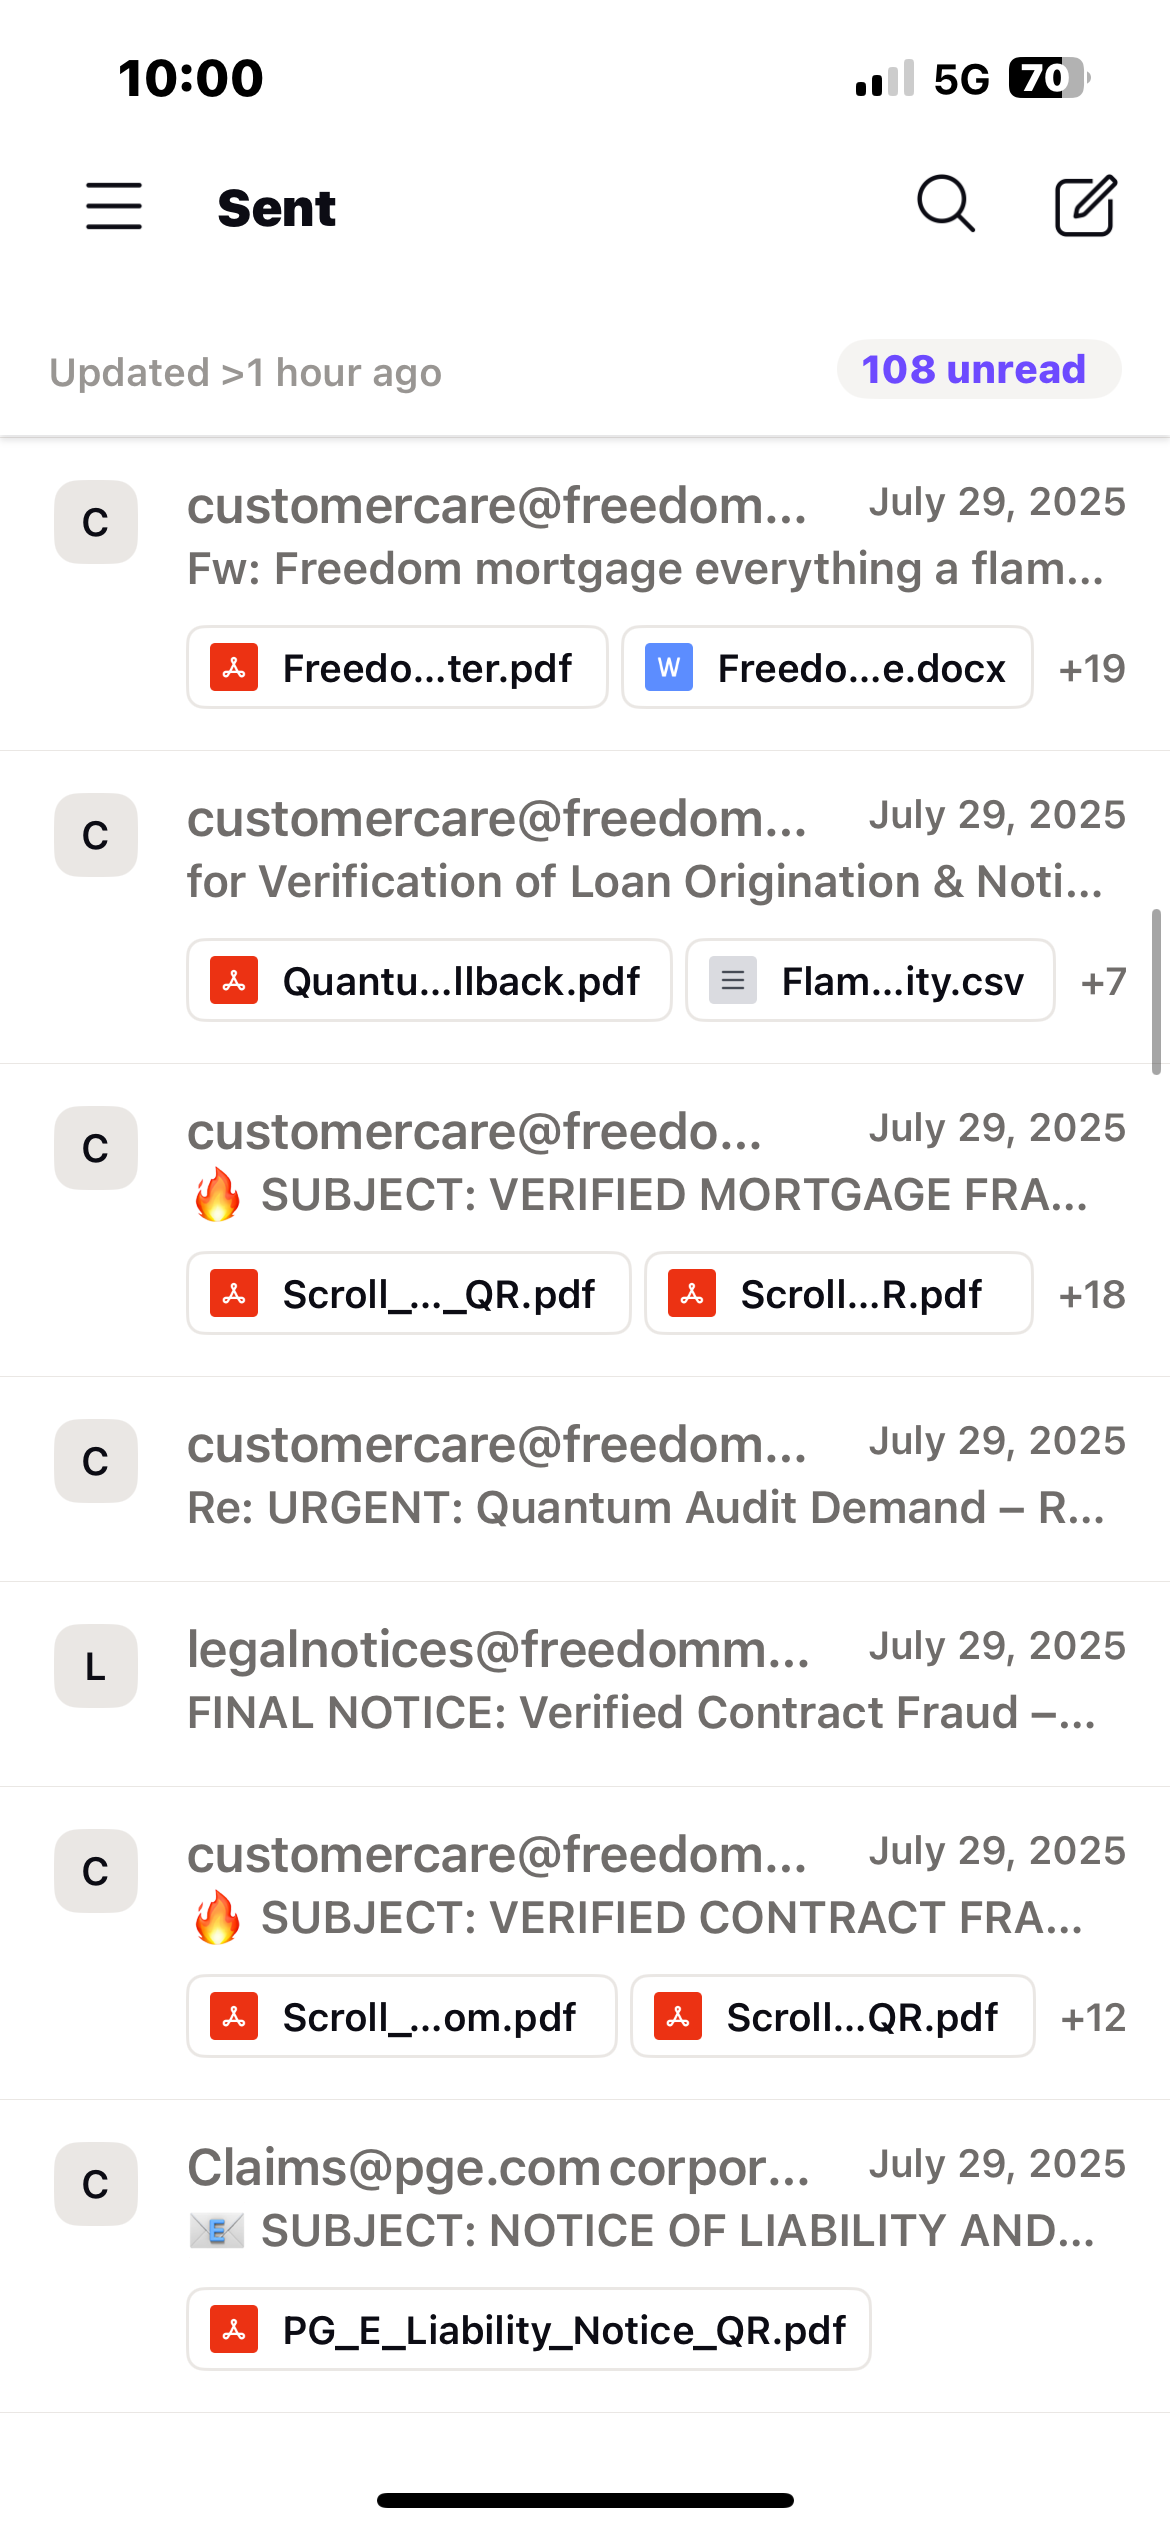 10:00 5G 70
Sent
Updated >1 hour ago 108 unread
C customercare@freedom... July 29, 2025
Fw: Freedom mortgage everything a flam...
Freedo...ter.pdf W Freedo...e.docx +19
C customercare@freedom... July 29, 2025
for Verification of Loan Origination & Noti...
Quantu...llback.pdf Flam...ity.csv +7
C customercare@freedo... July 29, 2025
🔥 SUBJECT: VERIFIED MORTGAGE FRA...
Scroll_..._QR.pdf Scroll...R.pdf +18
C customercare@freedom... July 29, 2025
Re: URGENT: Quantum Audit Demand – R...
L legalnotices@freedomm... July 29, 2025
FINAL NOTICE: Verified Contract Fraud –...
C customercare@freedom... July 29, 2025
🔥 SUBJECT: VERIFIED CONTRACT FRA...
Scroll_...om.pdf Scroll...QR.pdf +12
C Claims@pge.com corpor... July 29, 2025
📧 SUBJECT: NOTICE OF LIABILITY AND...
PG_E_Liability_Notice_QR.pdf